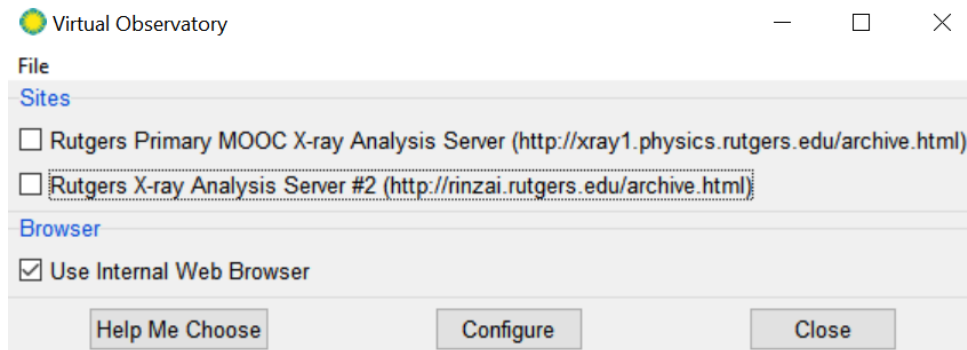 Virtual Observatory
File
Sites
Rutgers Primary MOOC X-ray Analysis Server (http://xray1.physics.rutgers.edu/archive.html)
Rutgers X-ray Analysis Server #2 (http://rinzai.rutgers.edu/archive.html)
Browser
Use Internal Web Browser
Help Me Choose Configure Close